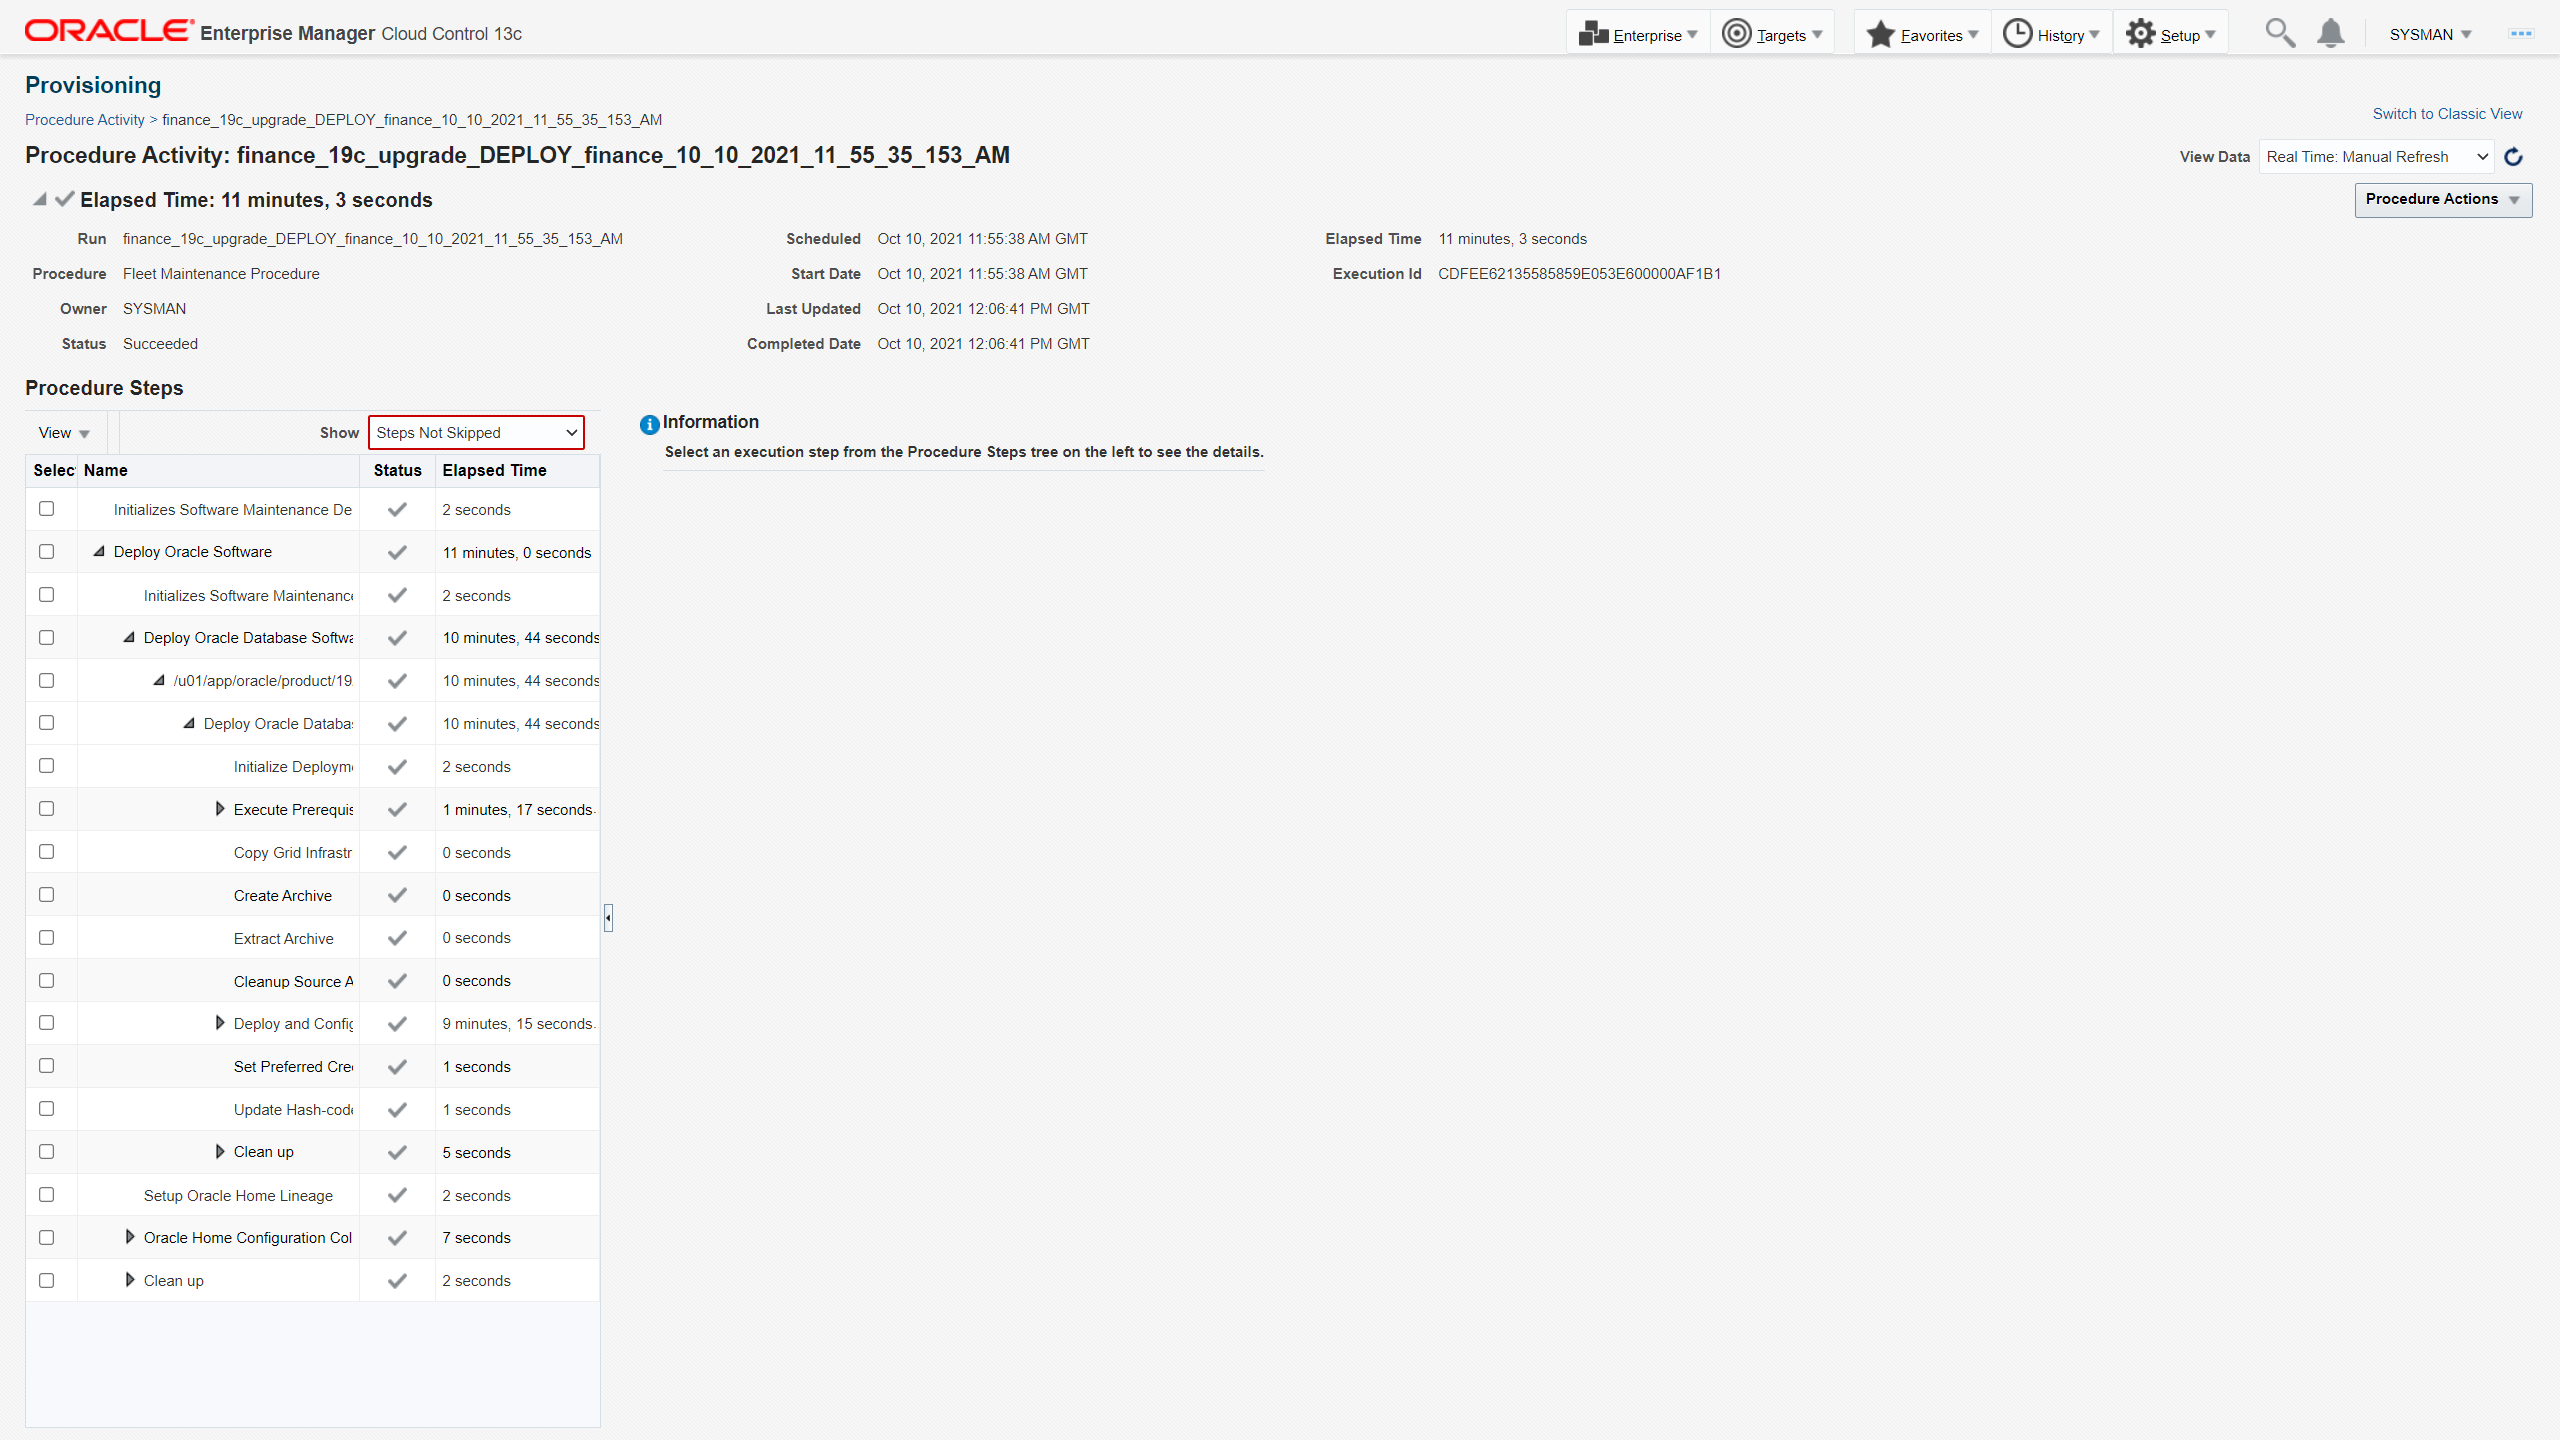 ORACLE Enterprise Manager Cloud Control 13c
Enterprise
Targets
Favorites
History
Setup
SYSMAN
Provisioning
Procedure Activity > finance_19c_upgrade_DEPLOY_finance_10_10_2021_11_55_35_153_AM
Switch to Classic View
Procedure Activity: finance_19c_upgrade_DEPLOY_finance_10_10_2021_11_55_35_153_AM
View Data Real Time: Manual Refresh
Elapsed Time: 11 minutes, 3 seconds
Procedure Actions
Run finance_19c_upgrade_DEPLOY_finance_10_10_2021_11_55_35_153_AM
Procedure Fleet Maintenance Procedure
Owner SYSMAN
Status Succeeded
Scheduled Oct 10, 2021 11:55:38 AM GMT
Start Date Oct 10, 2021 11:55:38 AM GMT
Last Updated Oct 10, 2021 12:06:41 PM GMT
Completed Date Oct 10, 2021 12:06:41 PM GMT
Elapsed Time 11 minutes, 3 seconds
Execution Id CDFEE62135585859E053E600000AF1B1
Procedure Steps
View Show Steps Not Skipped
Selec Name Status Elapsed Time
Initializes Software Maintenance De 2 seconds
Deploy Oracle Software 11 minutes, 0 seconds
Initializes Software Maintenance 2 seconds
Deploy Oracle Database Softwa 10 minutes, 44 seconds
/u01/app/oracle/product/19. 10 minutes, 44 seconds
Deploy Oracle Databas 10 minutes, 44 seconds
Initialize Deployme 2 seconds
Execute Prerequis 1 minutes, 17 seconds
Copy Grid Infrastr 0 seconds
Create Archive 0 seconds
Extract Archive 0 seconds
Cleanup Source A 0 seconds
Deploy and Config 9 minutes, 15 seconds
Set Preferred Cre 1 seconds
Update Hash-code 1 seconds
Clean up 5 seconds
Setup Oracle Home Lineage 2 seconds
Oracle Home Configuration Col 7 seconds
Clean up 2 seconds
Information
Select an execution step from the Procedure Steps tree on the left to see the details.